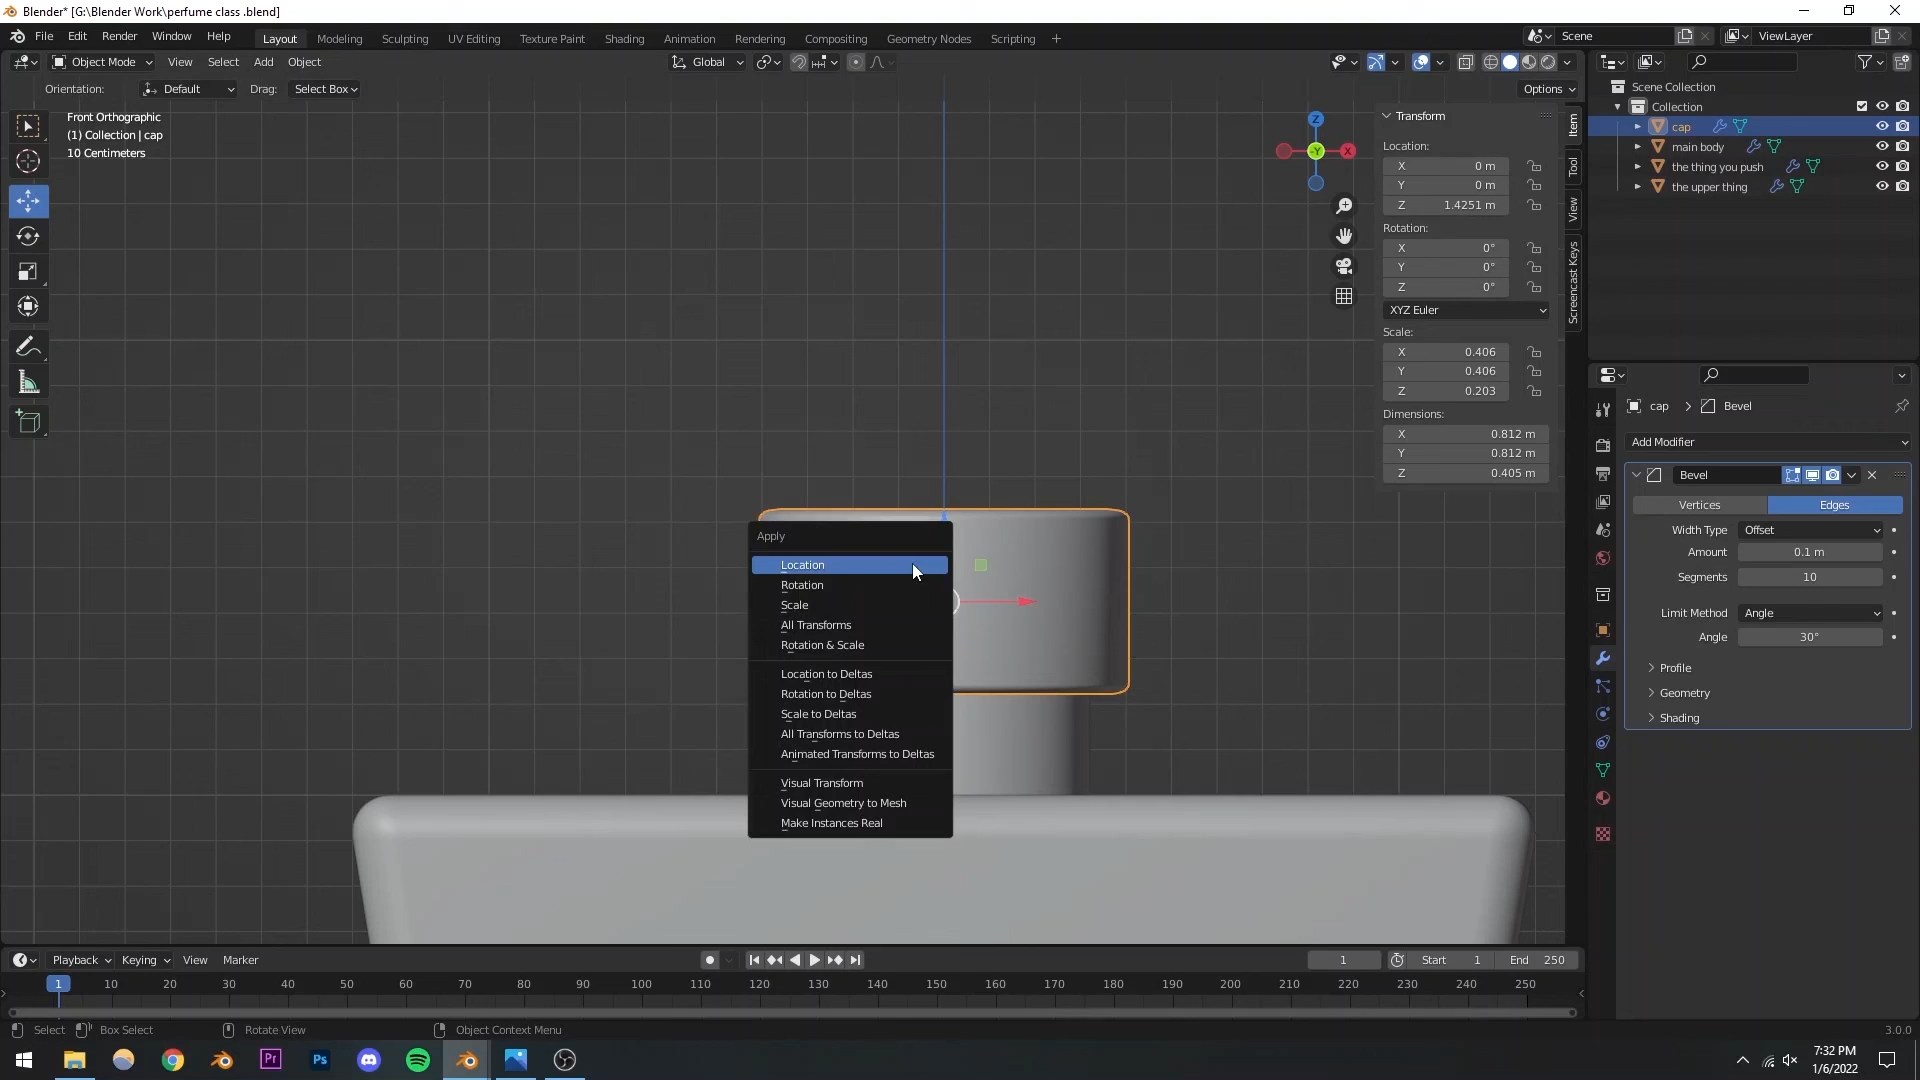 Blender* [G:\Blender Work\perfume class .blend]
File Edit Render Window Help
Layout Modeling Sculpting UV Editing Texture Paint Shading Animation Rendering Compositing Geometry Nodes Scripting +
Scene
ViewLayer
Object Mode View Select Add Object
Global
Orientation: Default Drag: Select Box
Options
Front Orthographic
(1) Collection | cap
10 Centimeters
Z
-Y
X
Transform
Location:
X 0 m
Y 0 m
Z 1.4251 m
Rotation:
X 0°
Y 0°
Z 0°
XYZ Euler
Scale:
X 0.406
Y 0.406
Z 0.203
Dimensions:
X 0.812 m
Y 0.812 m
Z 0.405 m
Item
Tool
View
Screencast Keys
Scene Collection
Collection
cap
main body
the thing you push
the upper thing
cap > Bevel
Add Modifier
Bevel
Vertices Edges
Width Type Offset
Amount 0.1 m
Segments 10
Limit Method Angle
Angle 30°
Profile
Geometry
Shading
Apply
Location
Rotation
Scale
All Transforms
Rotation & Scale
Location to Deltas
Rotation to Deltas
Scale to Deltas
All Transforms to Deltas
Animated Transforms to Deltas
Visual Transform
Visual Geometry to Mesh
Make Instances Real
Playback Keying View Marker
1 Start 1 End 250
1 10 20 30 40 50 60 70 80 90 100 110 120 130 140 150 160 170 180 190 200 210 220 230 240 250
Select Box Select Rotate View Object Context Menu
3.0.0
Pr Ps
7:32 PM
1/6/2022